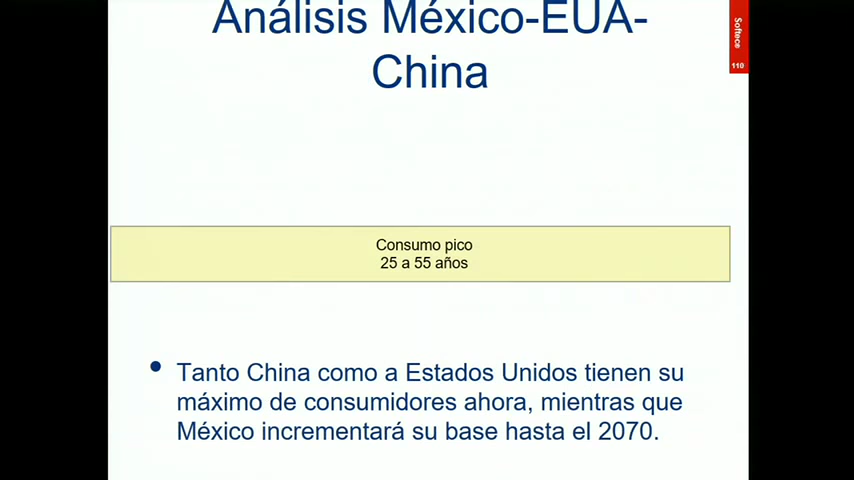 Análisis México-EUA-
China
Softec
110
Consumo pico
25 a 55 años
• Tanto China como a Estados Unidos tienen su
máximo de consumidores ahora, mientras que
México incrementará su base hasta el 2070.